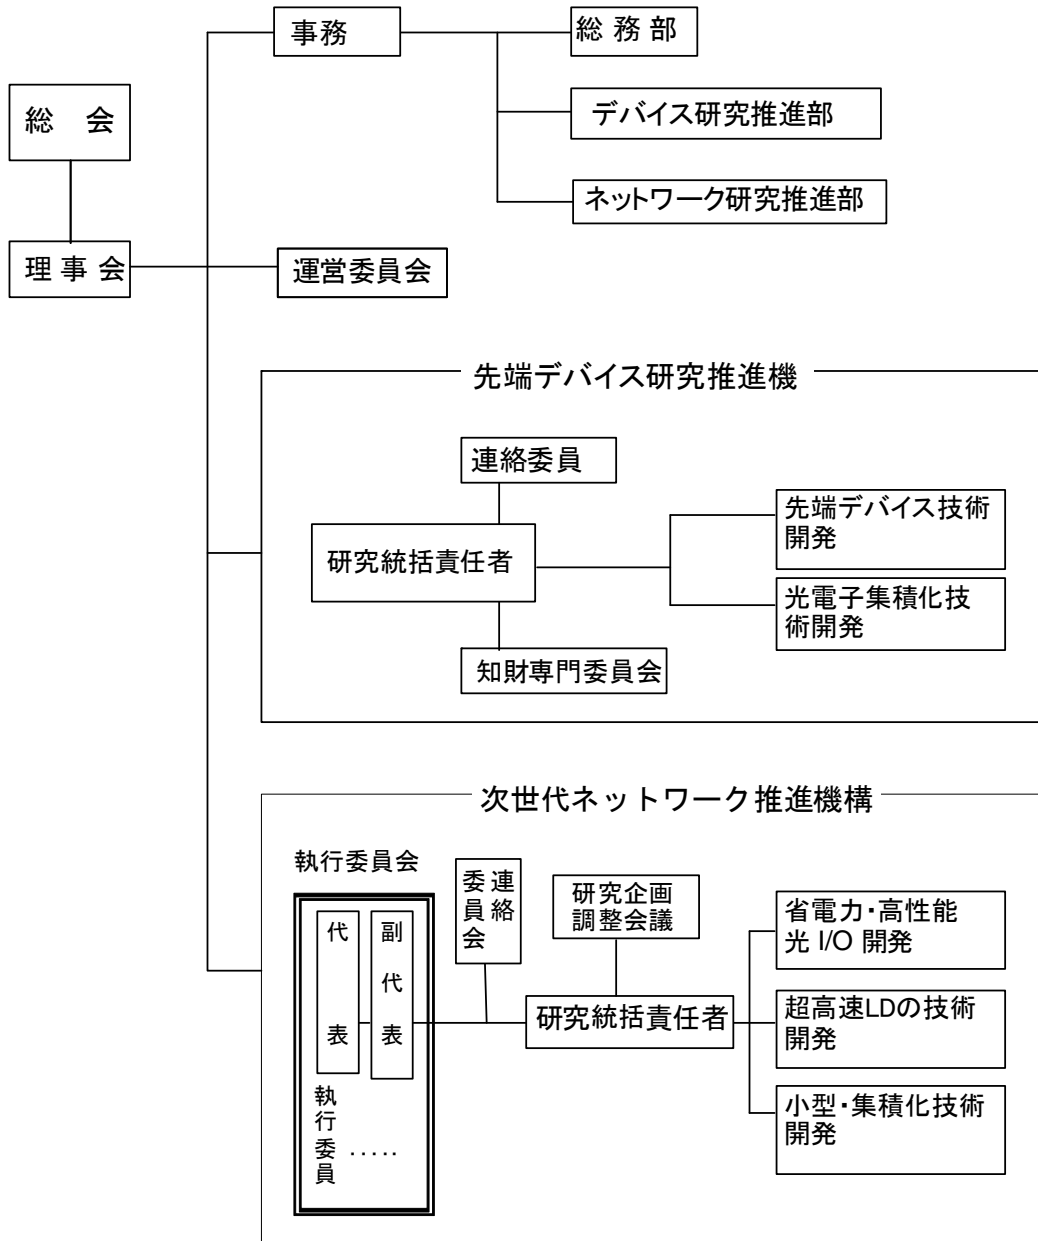 事務
総 務 部
デバイス研究推進部
ネットワーク研究推進部
総 会
理 事 会
運営委員会
先端デバイス研究推進機
連絡委員
研究統括責任者
知財専門委員会
先端デバイス技術
開発
光電子集積化技
術開発
次世代ネットワーク推進機構
執行委員会
代表
副代表
執行委員 .....
連絡
委員会
研究企画
調整会議
研究統括責任者
省電力・高性能
光 I/O 開発
超高速LDの技術
開発
小型・集積化技術
開発